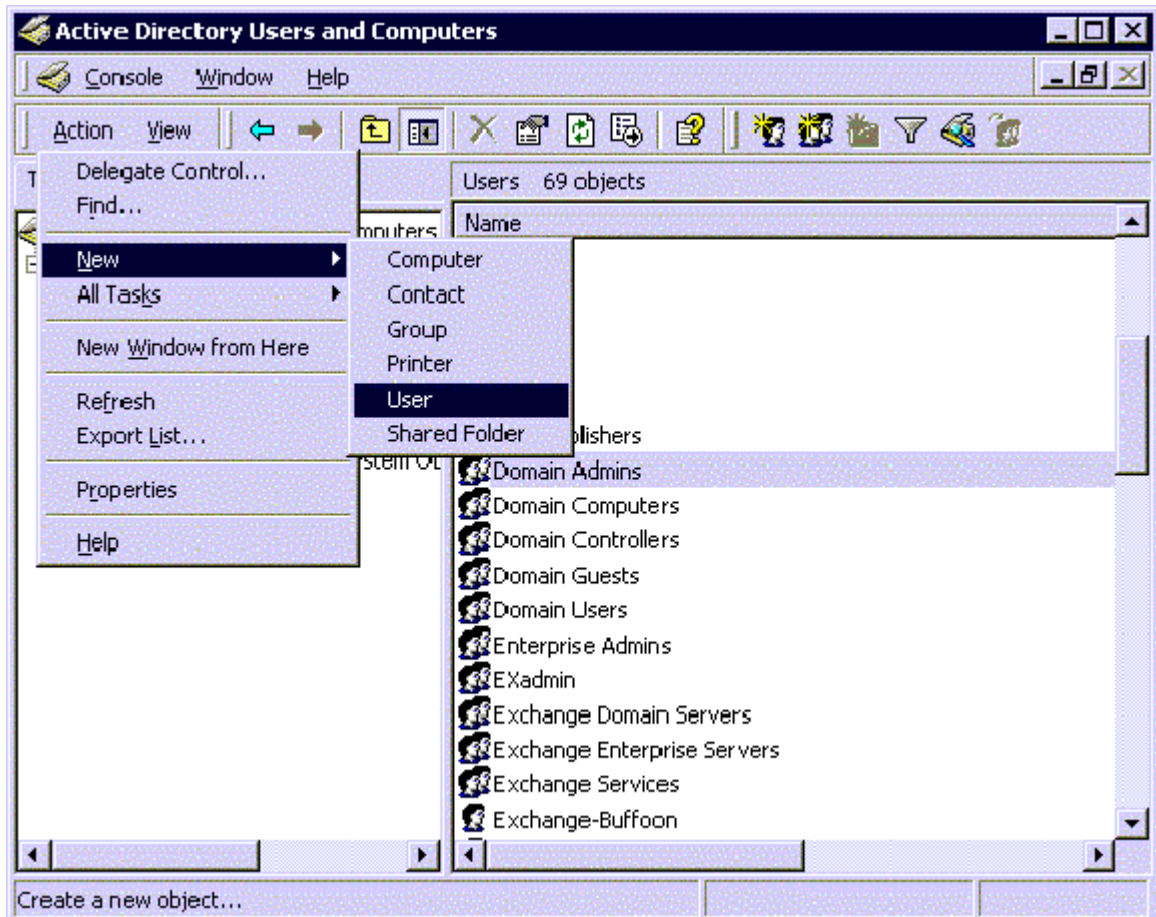 Active Directory Users and Computers
Console Window Help
Action View
Users 69 objects
Delegate Control...
Find...
New
All Tasks
New Window from Here
Refresh
Export List...
Properties
Help
Computer
Contact
Group
Printer
User
Shared Folder
Name
Domain Admins
Domain Computers
Domain Controllers
Domain Guests
Domain Users
Enterprise Admins
EXadmin
Exchange Domain Servers
Exchange Enterprise Servers
Exchange Services
Exchange-Buffoon
Create a new object...